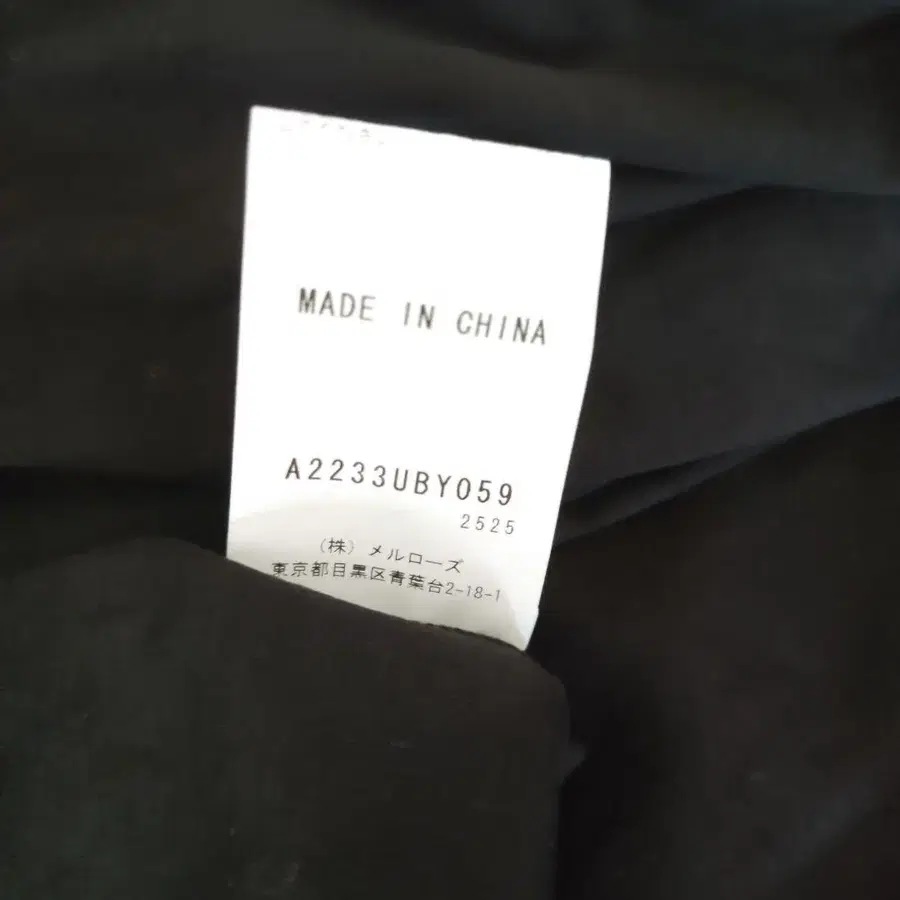 MADE IN CHINA
A2233UBY059
2525
(株) メルローズ
東京都目黒区青葉台2-18-1